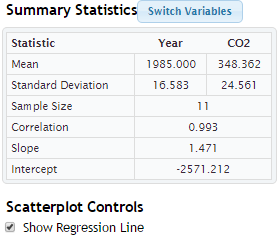 Summary Statistics Switch Variables
Statistic Year CO2
Mean 1985.000 348.362
Standard Deviation 16.583 24.561
Sample Size 11
Correlation 0.993
Slope 1.471
Intercept -2571.212
Scatterplot Controls
Show Regression Line